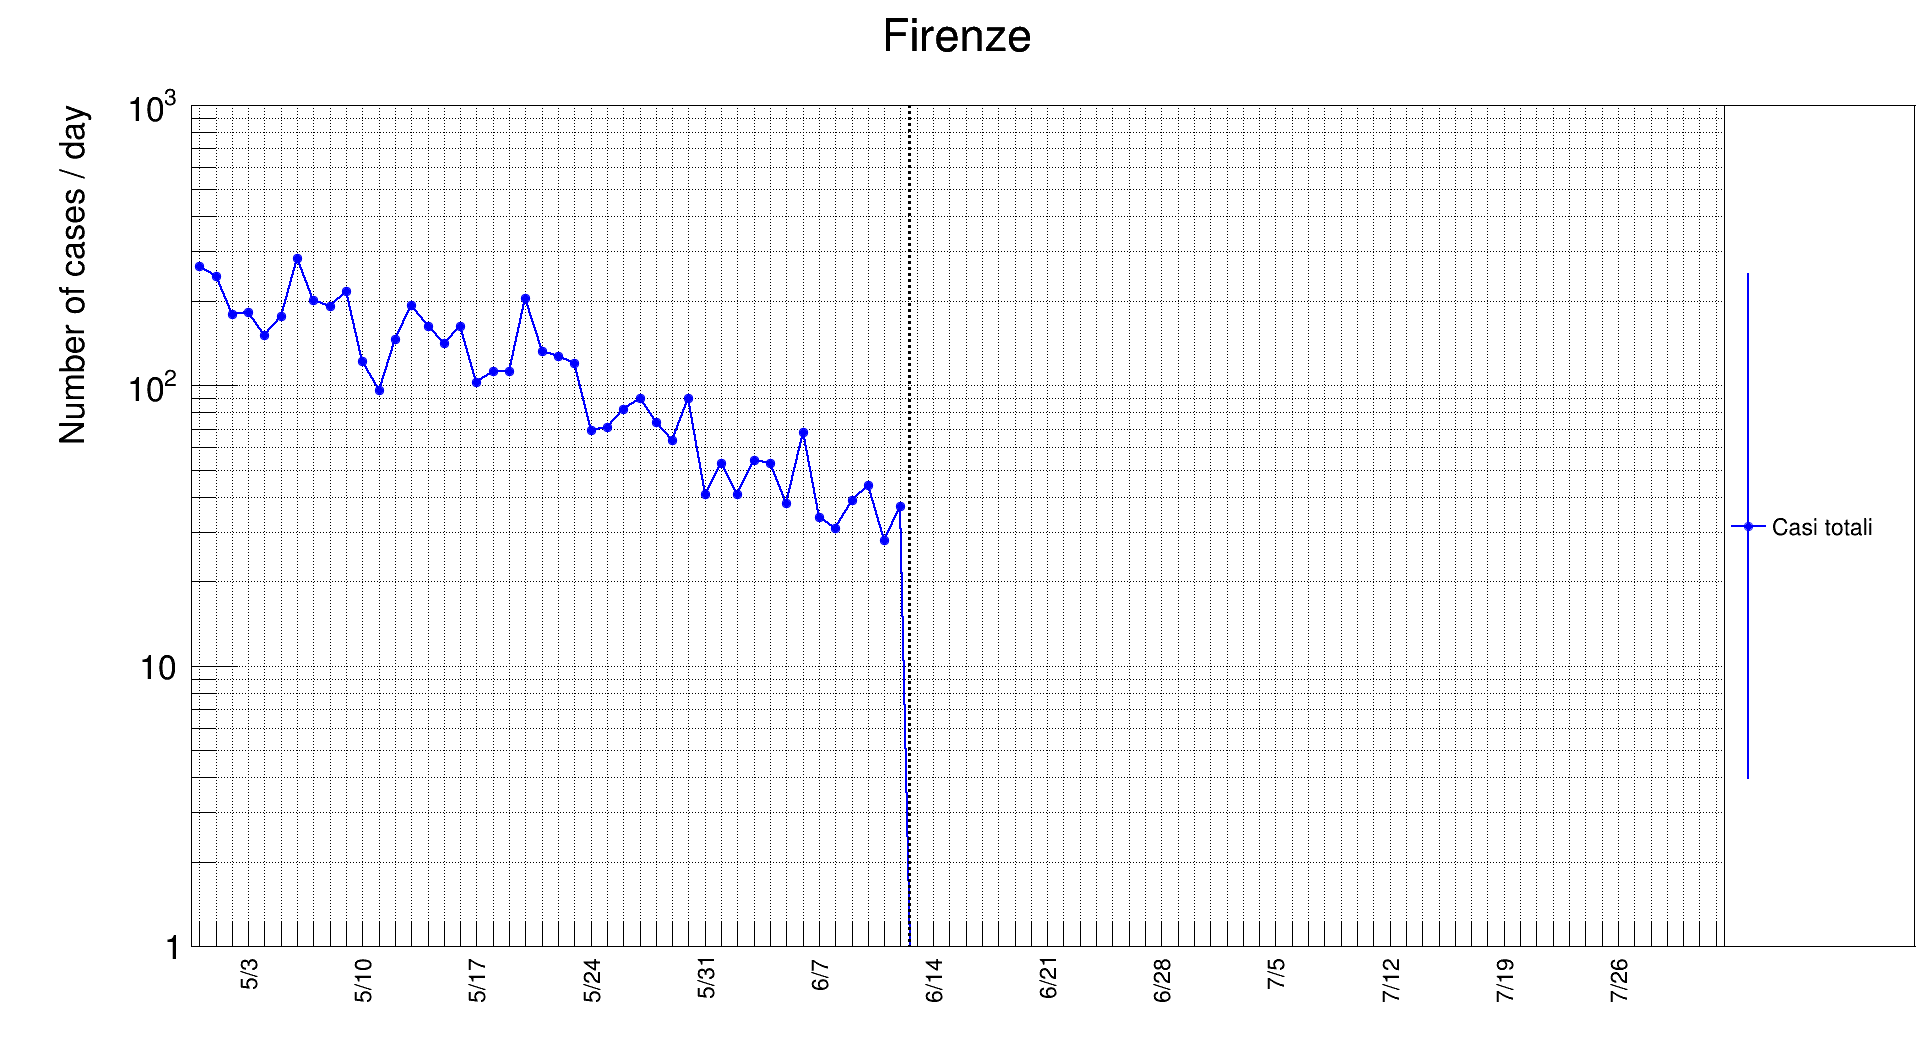 Firenze
Number of cases / day
10³
10²
10
1
5/3 5/10 5/17 5/24 5/31 6/7 6/14 6/21 6/28 7/5 7/12 7/19 7/26
Casi totali